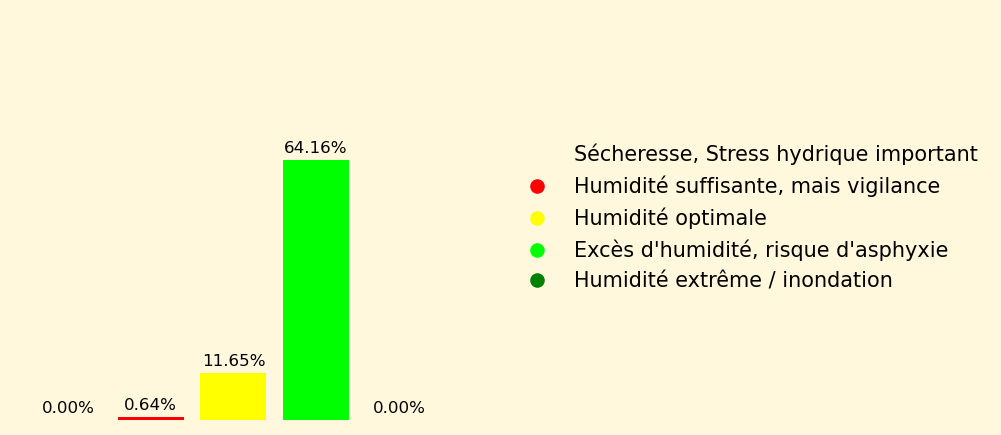 64.16%
11.65%
0.64%
0.00%
0.00%
Sécheresse, Stress hydrique important
Humidité suffisante, mais vigilance
Humidité optimale
Excès d'humidité, risque d'asphyxie
Humidité extrême / inondation